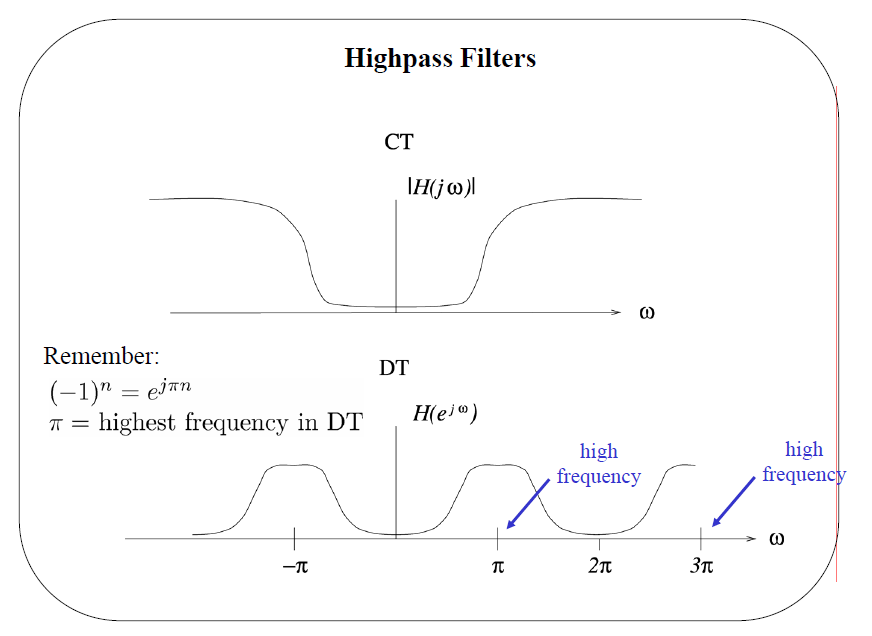 Highpass Filters
CT
|H(jω)|
ω
Remember:
(−1)ⁿ = e^{jπn}
π = highest frequency in DT
DT
H(e^{jω})
high
frequency
high
frequency
ω
−π
π
2π
3π